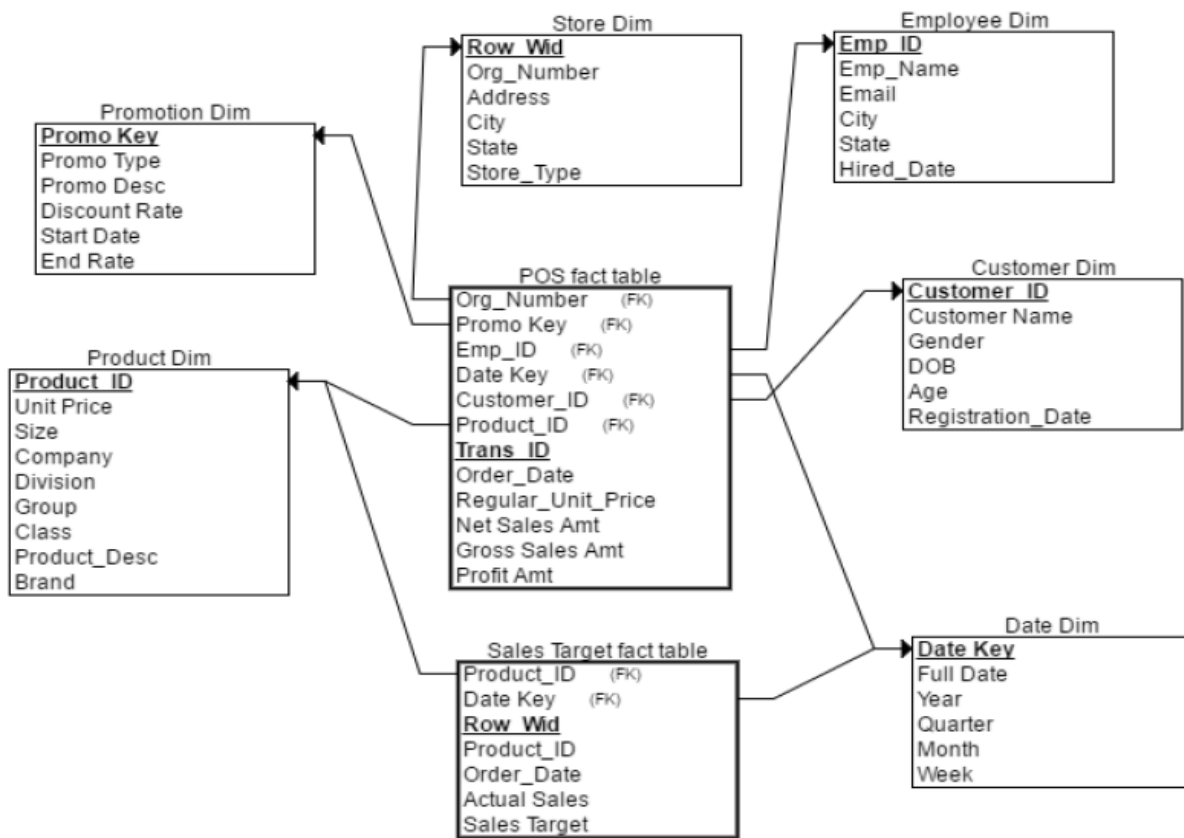 Store Dim
Row_Wid
Org_Number
Address
City
State
Store_Type
Employee Dim
Emp_ID
Emp_Name
Email
City
State
Hired_Date
Promotion Dim
Promo Key
Promo Type
Promo Desc
Discount Rate
Start Date
End Rate
POS fact table
Org_Number (FK)
Promo Key (FK)
Emp_ID (FK)
Date Key (FK)
Customer_ID (FK)
Product_ID (FK)
Trans_ID
Order_Date
Regular_Unit_Price
Net Sales Amt
Gross Sales Amt
Profit Amt
Customer Dim
Customer_ID
Customer Name
Gender
DOB
Age
Registration_Date
Product Dim
Product_ID
Unit Price
Size
Company
Division
Group
Class
Product_Desc
Brand
Sales Target fact table
Product_ID (FK)
Date Key (FK)
Row_Wid
Product_ID
Order_Date
Actual Sales
Sales Target
Date Dim
Date Key
Full Date
Year
Quarter
Month
Week